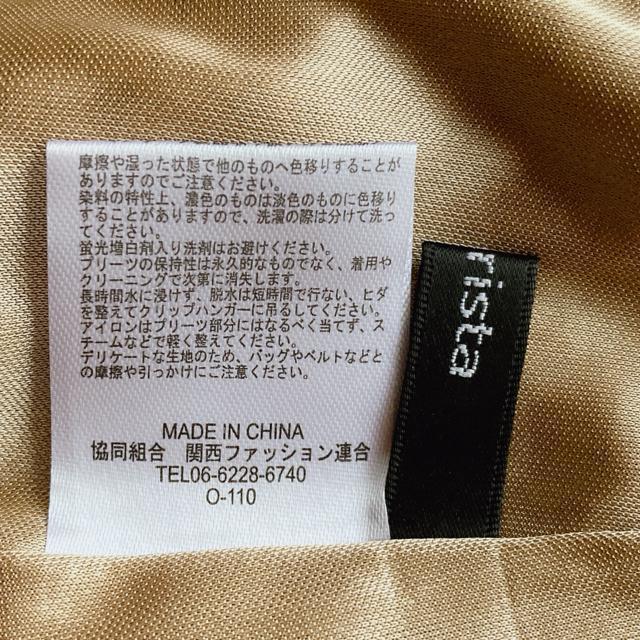 摩擦や湿った状態で他のものへ色移りすることが
ありますのでご注意ください。
染料の特性上、濃色のものは淡色のものに色移り
することがありますので、洗濯の際は分けて洗っ
てください。
蛍光増白剤入り洗剤はお避けください。
プリーツの保持性は永久的なものでなく、着用や
クリーニングで次第に消失します。
長時間水に浸けず、脱水は短時間で行ない、ヒダ
を整えてクリップハンガーに吊るしてください。
アイロンはプリーツ部分にはなるべく当てず、ス
チームなどで軽く整えてください。
デリケートな生地のため、バッグやベルトなどと
の摩擦や引っかけにご注意ください。
MADE IN CHINA
協同組合 関西ファッション連合
TEL06-6228-6740
O-110
rista